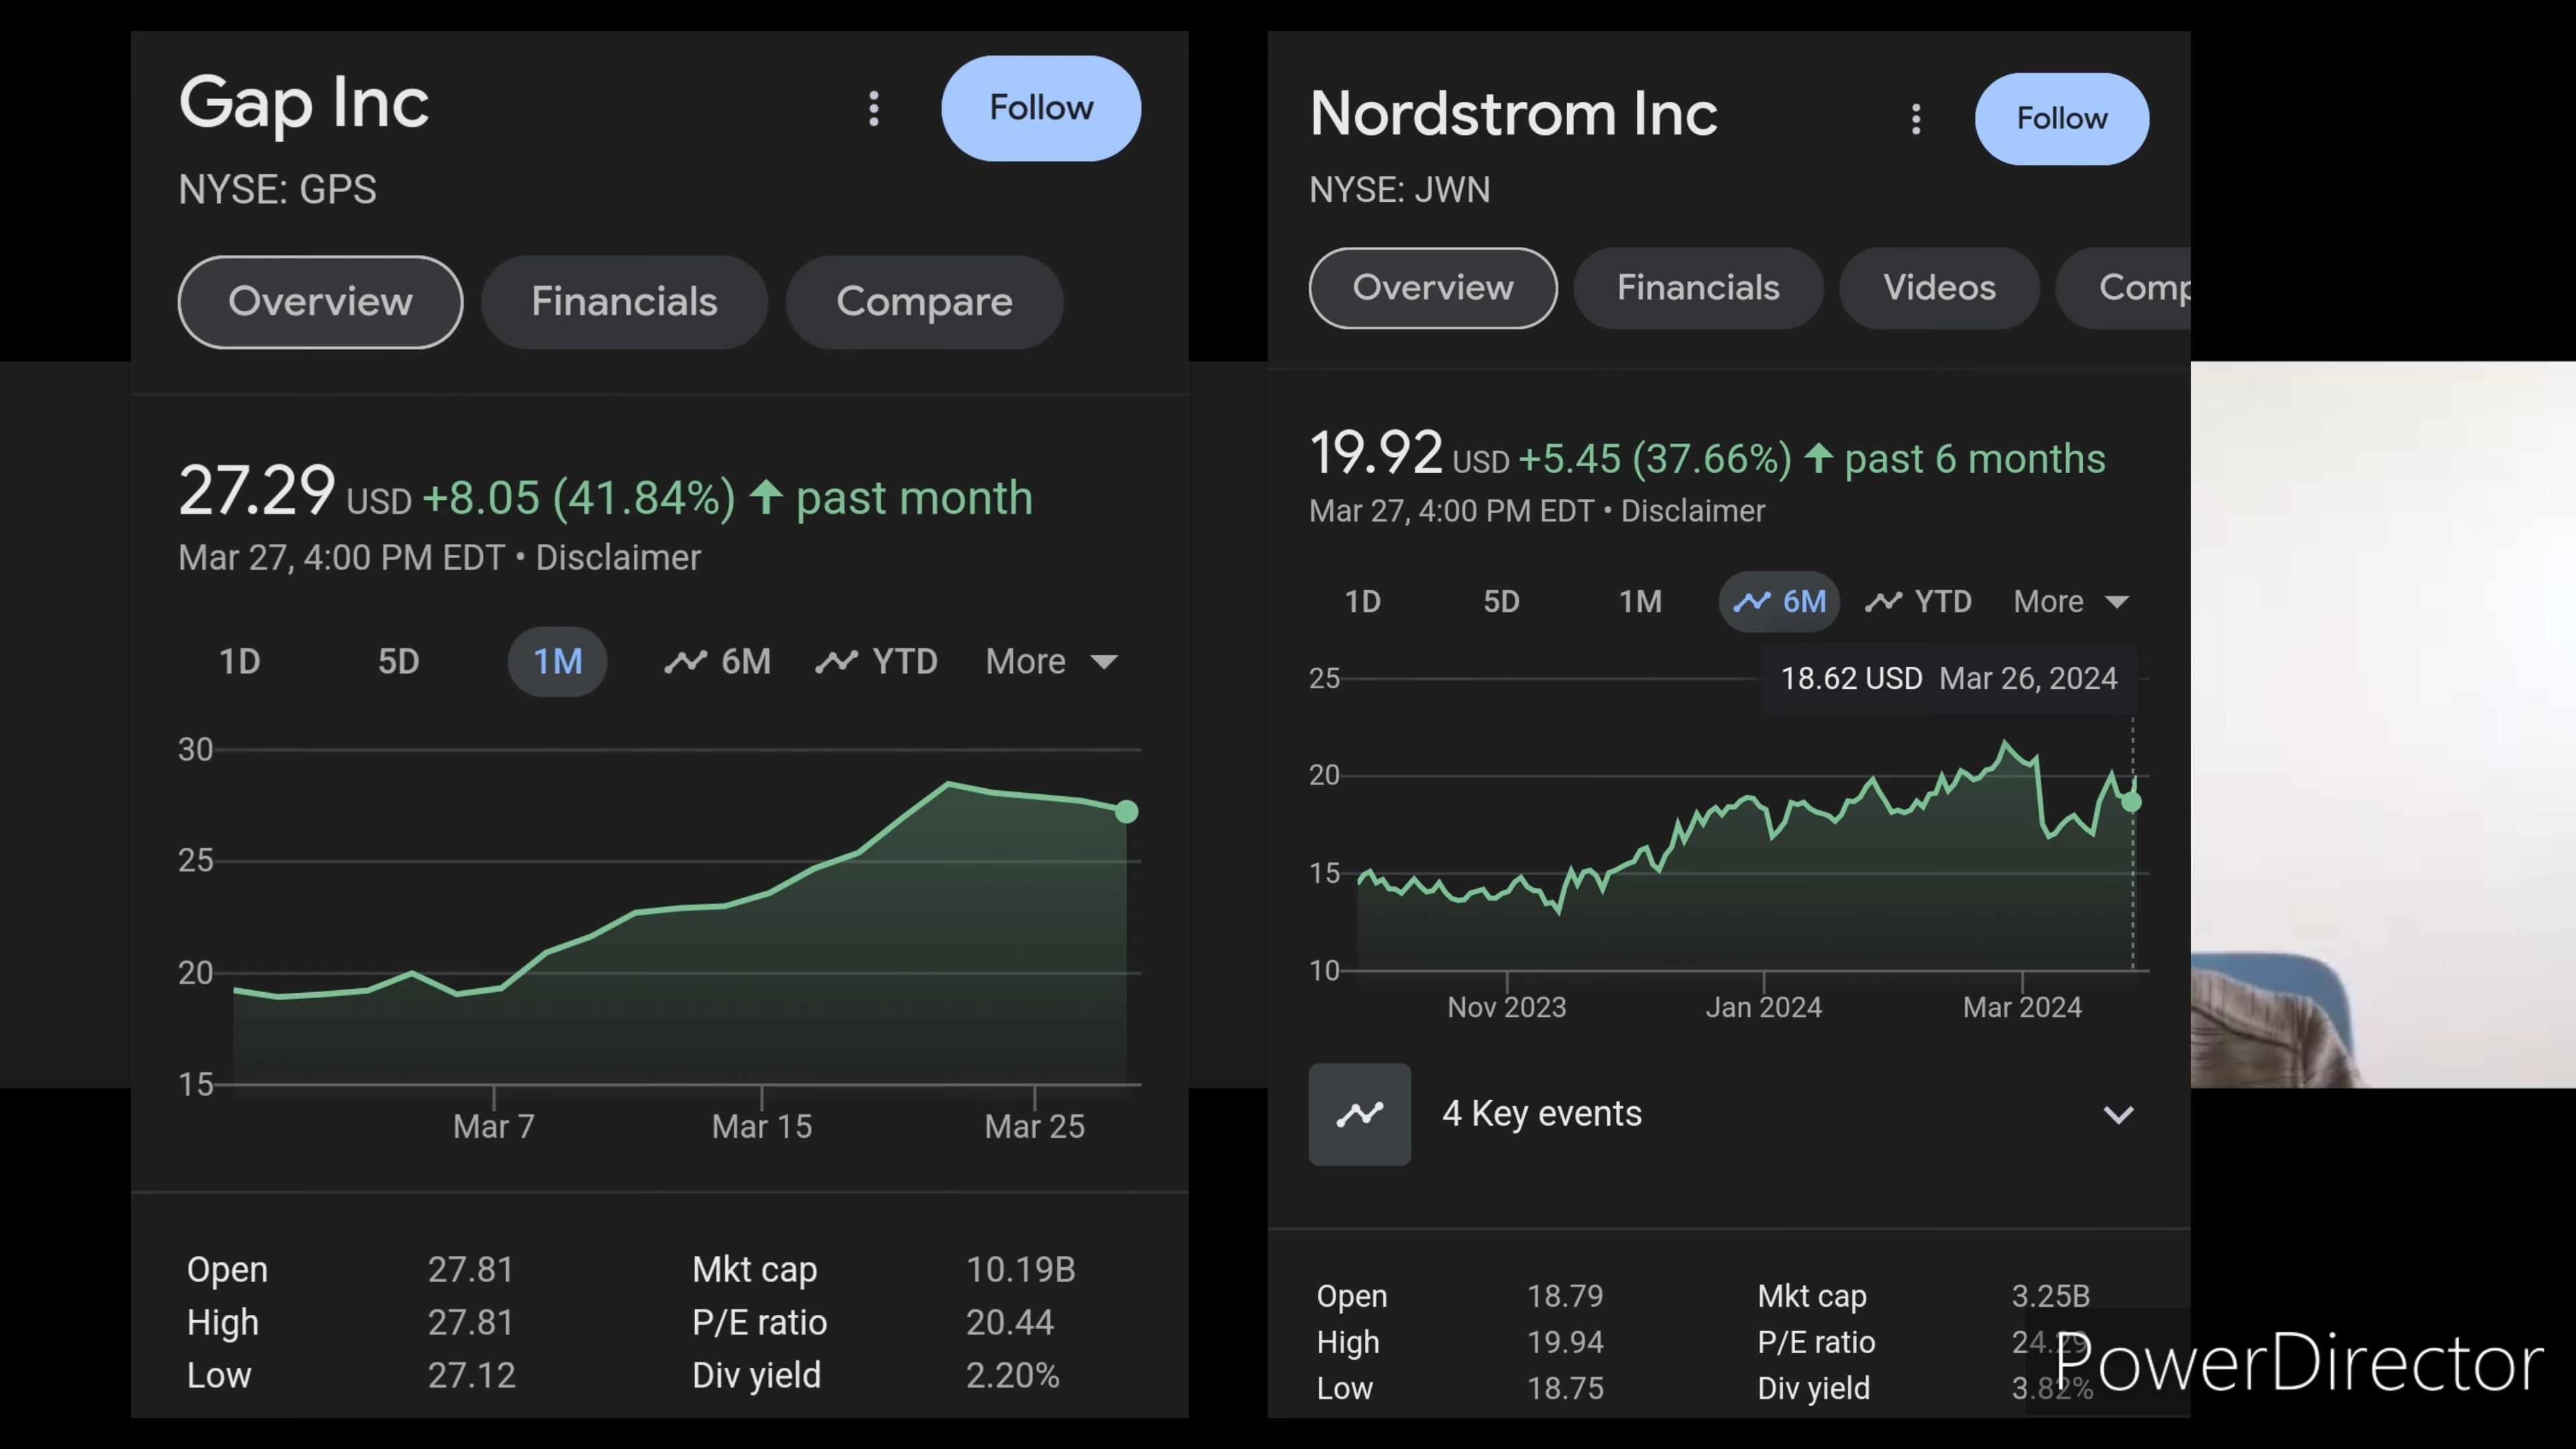 Gap Inc
Follow
NYSE: GPS
Overview Financials Compare
27.29 USD +8.05 (41.84%) ↑ past month
Mar 27, 4:00 PM EDT • Disclaimer
1D 5D 1M 6M YTD More
30
25
20
15
Mar 7 Mar 15 Mar 25
Open 27.81 Mkt cap 10.19B
High 27.81 P/E ratio 20.44
Low 27.12 Div yield 2.20%
Nordstrom Inc
Follow
NYSE: JWN
Overview Financials Videos Comp
19.92 USD +5.45 (37.66%) ↑ past 6 months
Mar 27, 4:00 PM EDT • Disclaimer
1D 5D 1M 6M YTD More
18.62 USD Mar 26, 2024
25
20
15
10
Nov 2023 Jan 2024 Mar 2024
4 Key events
Open 18.79 Mkt cap 3.25B
High 19.94 P/E ratio 24.29
Low 18.75 Div yield 3.82%
PowerDirector